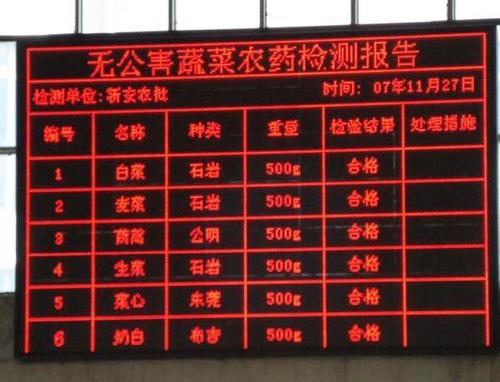 无公害蔬菜农药检测报告
检测单位:新安农批 时间: 07年11月27日
编号 名称 种类 重量 检验结果 处理措施
1 白菜 石岩 500g 合格
2 麦菜 石岩 500g 合格
3 茼蒿 公明 500g 合格
4 生菜 石岩 500g 合格
5 菜心 东莞 500g 合格
6 奶白 布吉 500g 合格